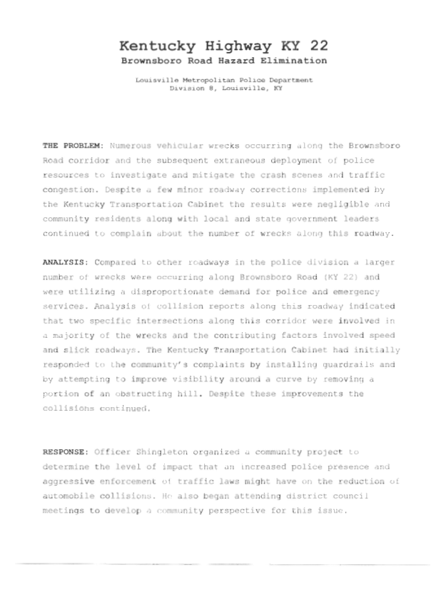 Kentucky Highway KY 22
Brownsboro Road Hazard Elimination
Louisville Metropolitan Police Department
Division 8, Louisville, KY
THE PROBLEM: Numerous vehicular wrecks occurring along the Brownsboro
Road corridor and the subsequent extraneous deployment of police
resources to investigate and mitigate the crash scenes and traffic
congestion. Despite a few minor roadway corrections implemented by
the Kentucky Transportation Cabinet the results were negligible and
community residents along with local and state government leaders
continued to complain about the number of wrecks along this roadway.
ANALYSIS: Compared to other roadways in the police division a larger
number of wrecks were occurring along Brownsboro Road (KY 22) and
were utilizing a disproportionate demand for police and emergency
services. Analysis of collision reports along this roadway indicated
that two specific intersections along this corridor were involved in
a majority of the wrecks and the contributing factors involved speed
and slick roadways. The Kentucky Transportation Cabinet had initially
responded to the community's complaints by installing guardrails and
by attempting to improve visibility around a curve by removing a
portion of an obstructing hill. Despite these improvements the
collisions continued.
RESPONSE: Officer Shingleton organized a community project to
determine the level of impact that an increased police presence and
aggressive enforcement of traffic laws might have on the reduction of
automobile collisions. He also began attending district council
meetings to develop a community perspective for this issue.